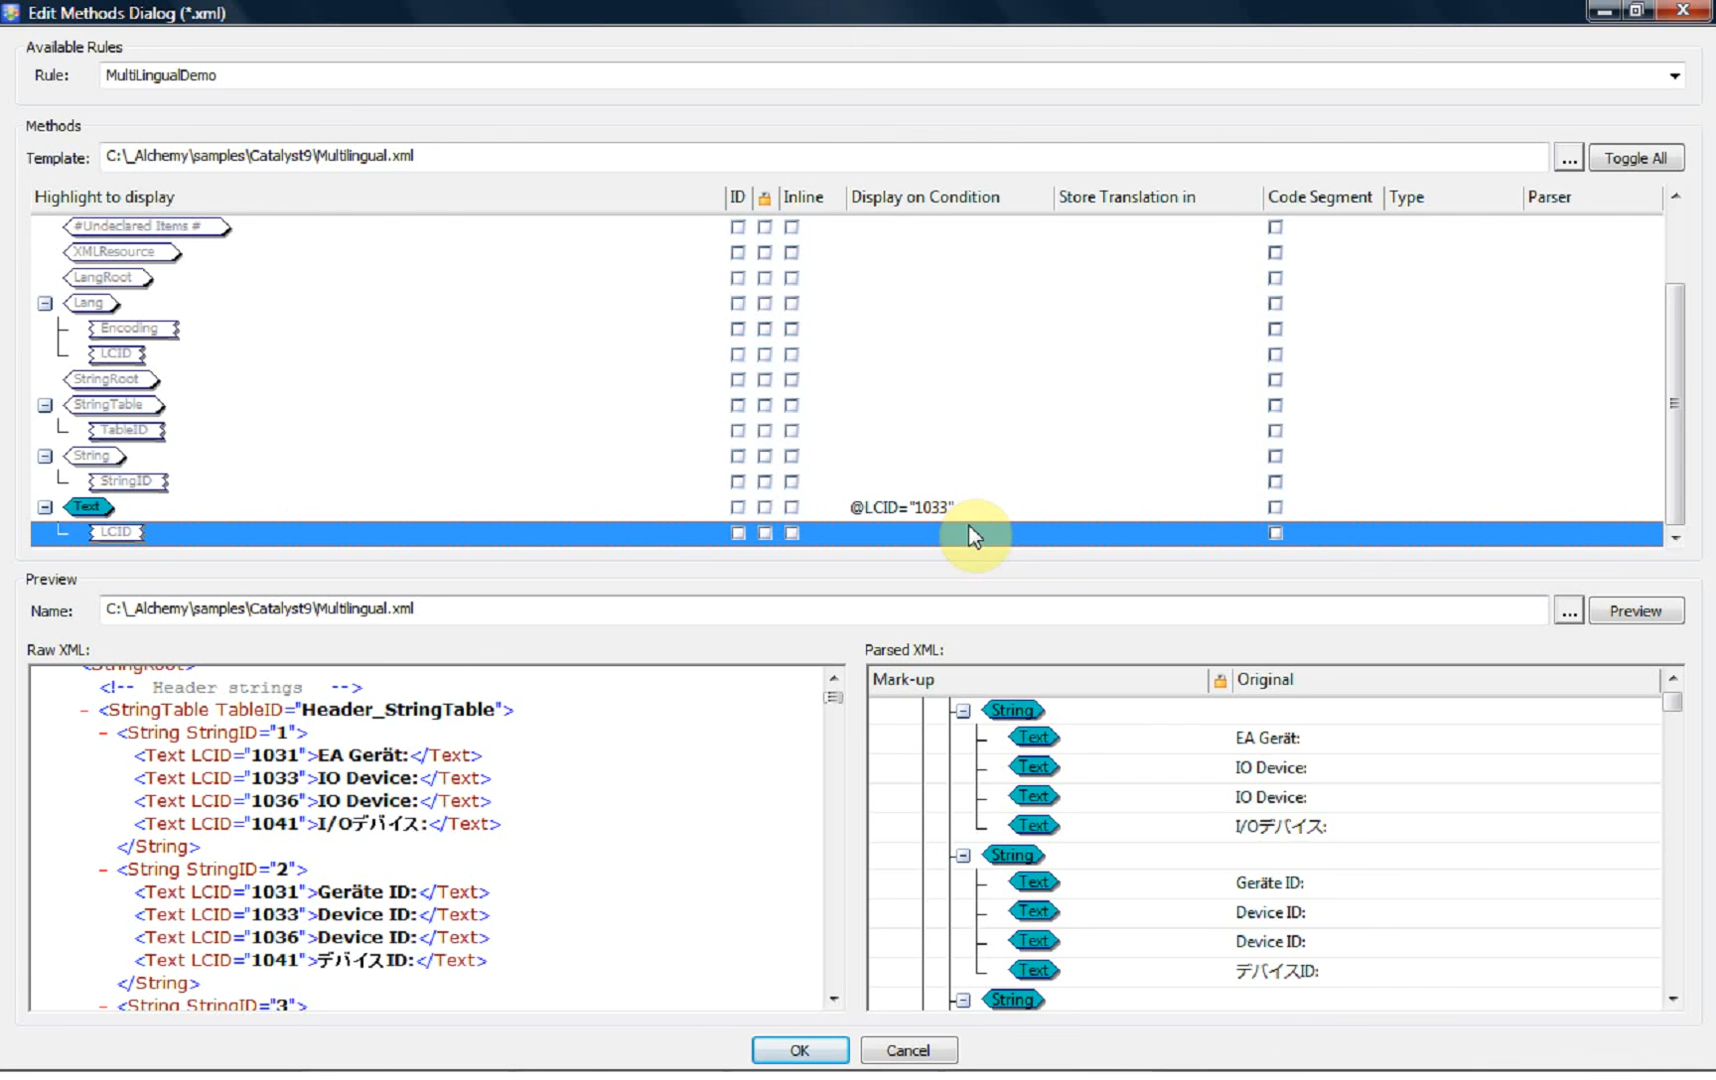 Edit Methods Dialog (*.xml)
Available Rules
Rule: MultiLingualDemo
Methods
Template: C:\_Alchemy\samples\Catalyst9\Multilingual.xml ... Toggle All
Highlight to display ID Inline Display on Condition Store Translation in Code Segment Type Parser
#Undeclared Items #
XMLResource
LangRoot
Lang
Encoding
LCID
StringRoot
StringTable
TableID
String
StringID
Text @LCID="1033"
LCID
Preview
Name: C:\_Alchemy\samples\Catalyst9\Multilingual.xml ... Preview
Raw XML:
<StringRoot>
<!-- Header strings -->
- <StringTable TableID="Header_StringTable">
- <String StringID="1">
<Text LCID="1031">EA Gerät:</Text>
<Text LCID="1033">IO Device:</Text>
<Text LCID="1036">IO Device:</Text>
<Text LCID="1041">I/Oデバイス:</Text>
</String>
- <String StringID="2">
<Text LCID="1031">Geräte ID:</Text>
<Text LCID="1033">Device ID:</Text>
<Text LCID="1036">Device ID:</Text>
<Text LCID="1041">デバイスID:</Text>
</String>
- <String StringID="3">
Parsed XML:
Mark-up Original
String
Text EA Gerät:
Text IO Device:
Text IO Device:
Text I/Oデバイス:
String
Text Geräte ID:
Text Device ID:
Text Device ID:
Text デバイスID:
String
OK Cancel